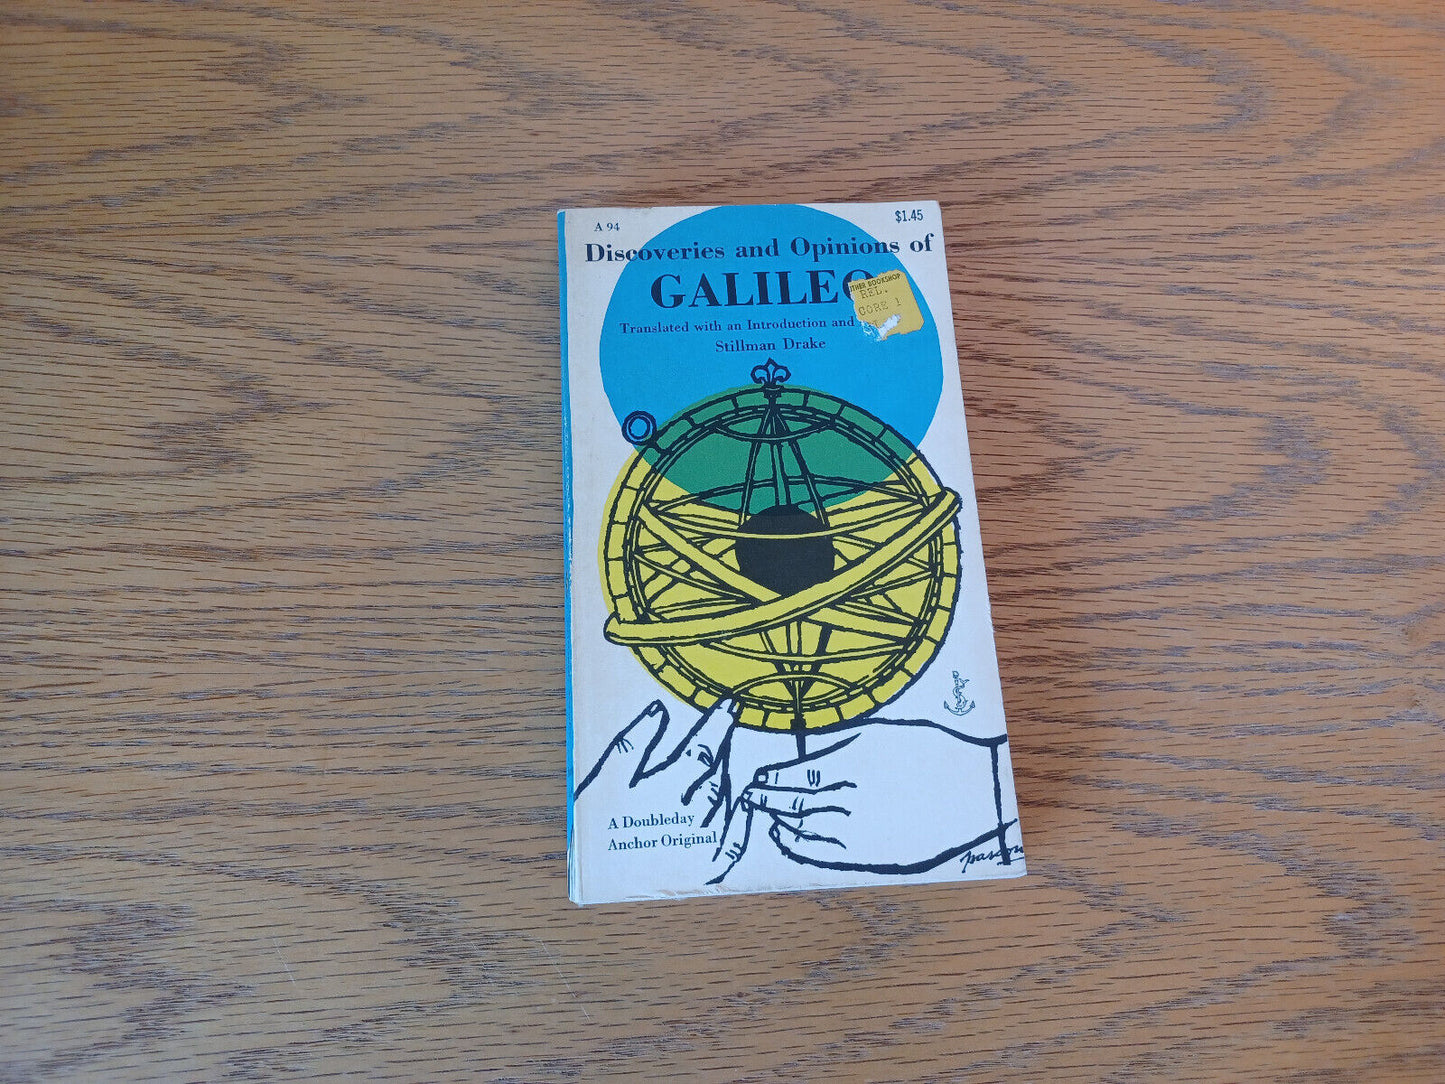 A 94
$1.45
Discoveries and Opinions of
GALILEO
UTHER BOOKSHOP
REL.
CORE 1
Translated with an Introduction and
Stillman Drake
A Doubleday
Anchor Original